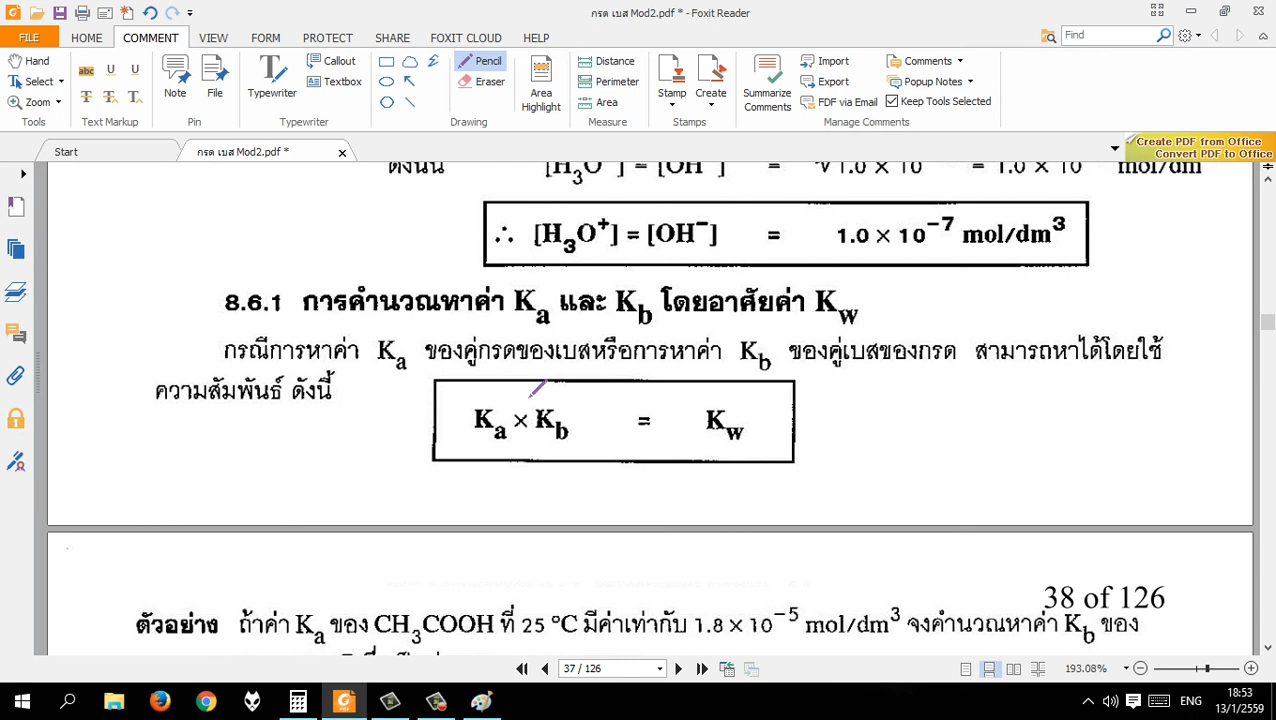 กรด เบส Mod2.pdf * - Foxit Reader
FILE HOME COMMENT VIEW FORM PROTECT SHARE FOXIT CLOUD HELP Find
Hand Callout Pencil Distance Import Comments
Select Textbox Eraser Perimeter Export Popup Notes
Zoom Note File Typewriter Area Highlight Area Stamp Create Summarize Comments FDF via Email Keep Tools Selected
Tools Text Markup Pin Typewriter Drawing Measure Stamps Manage Comments
Start กรด เบส Mod2.pdf * Create PDF from Office
Convert PDF to Office
∴ [H₃O⁺] = [OH⁻] = 1.0 × 10⁻⁷ mol/dm³
8.6.1 การคำนวณหาค่า Kₐ และ K_b โดยอาศัยค่า K_w
กรณีการหาค่า Kₐ ของคู่กรดของเบสหรือการหาค่า K_b ของคู่เบสของกรด สามารถหาได้โดยใช้
ความสัมพันธ์ ดังนี้
Kₐ × K_b = K_w
38 of 126
ตัวอย่าง ถ้าค่า Kₐ ของ CH₃COOH ที่ 25 °C มีค่าเท่ากับ 1.8 × 10⁻⁵ mol/dm³ จงคำนวณหาค่า K_b ของ
37 / 126 193.08%
ENG 18:53
13/1/2559